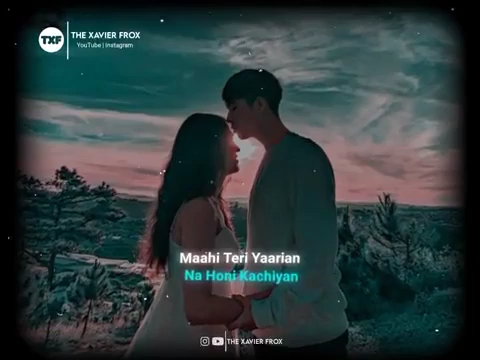 TXF
THE XAVIER FROX
YouTube | Instagram
Maahi Teri Yaarian
Na Honi Kachiyan
THE XAVIER FROX